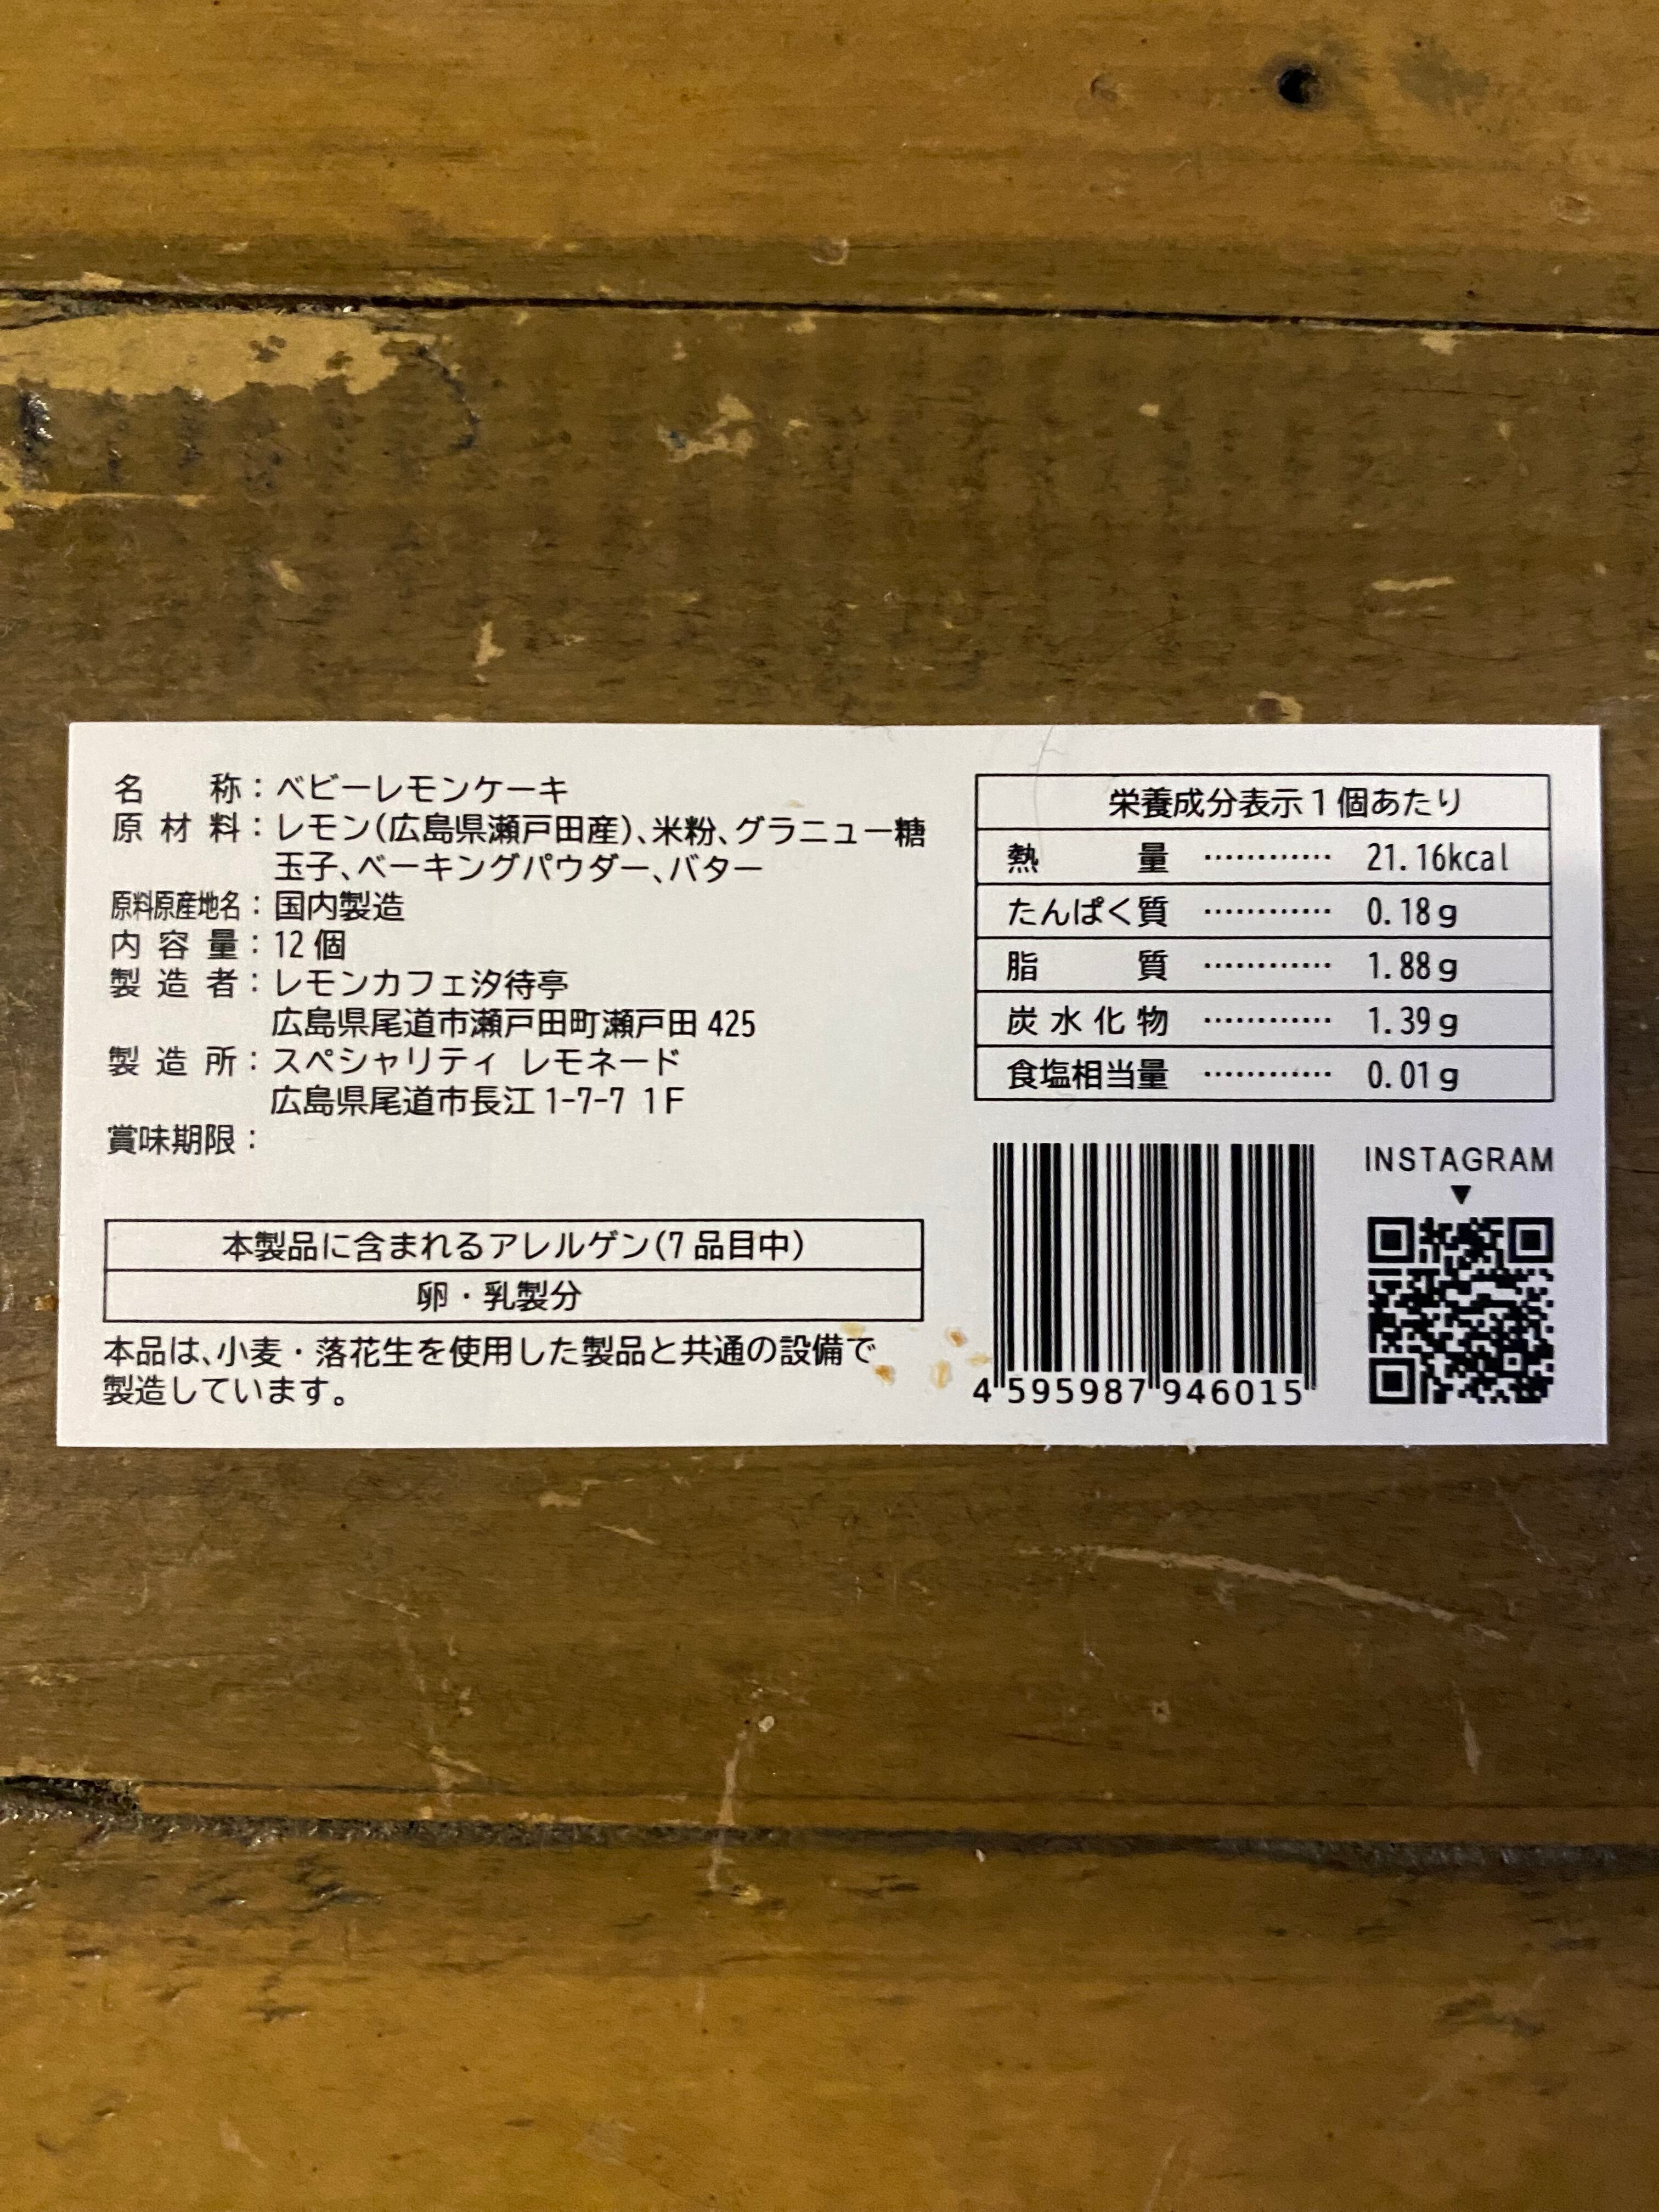 名称：ベビーレモンケーキ
原材料：レモン(広島県瀬戸田産)、米粉、グラニュー糖
玉子、ベーキングパウダー、バター
原料原産地名：国内製造
内容量：12個
製造者：レモンカフェ汐待亭
広島県尾道市瀬戸田町瀬戸田 425
製造所：スペシャリティ レモネード
広島県尾道市長江 1-7-7 1F
賞味期限：
本製品に含まれるアレルゲン(7品目中)
卵・乳製分
本品は、小麦・落花生を使用した製品と共通の設備で
製造しています。
栄養成分表示1個あたり
熱量 ………… 21.16kcal
たんぱく質 ………… 0.18g
脂質 ………… 1.88g
炭水化物 ………… 1.39g
食塩相当量 ………… 0.01g
4 595987 946015
INSTAGRAM
▼